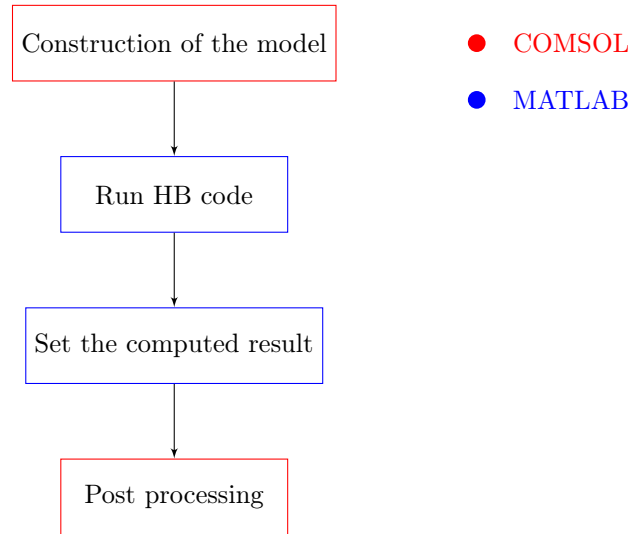 Construction of the model
COMSOL
MATLAB
Run HB code
Set the computed result
Post processing